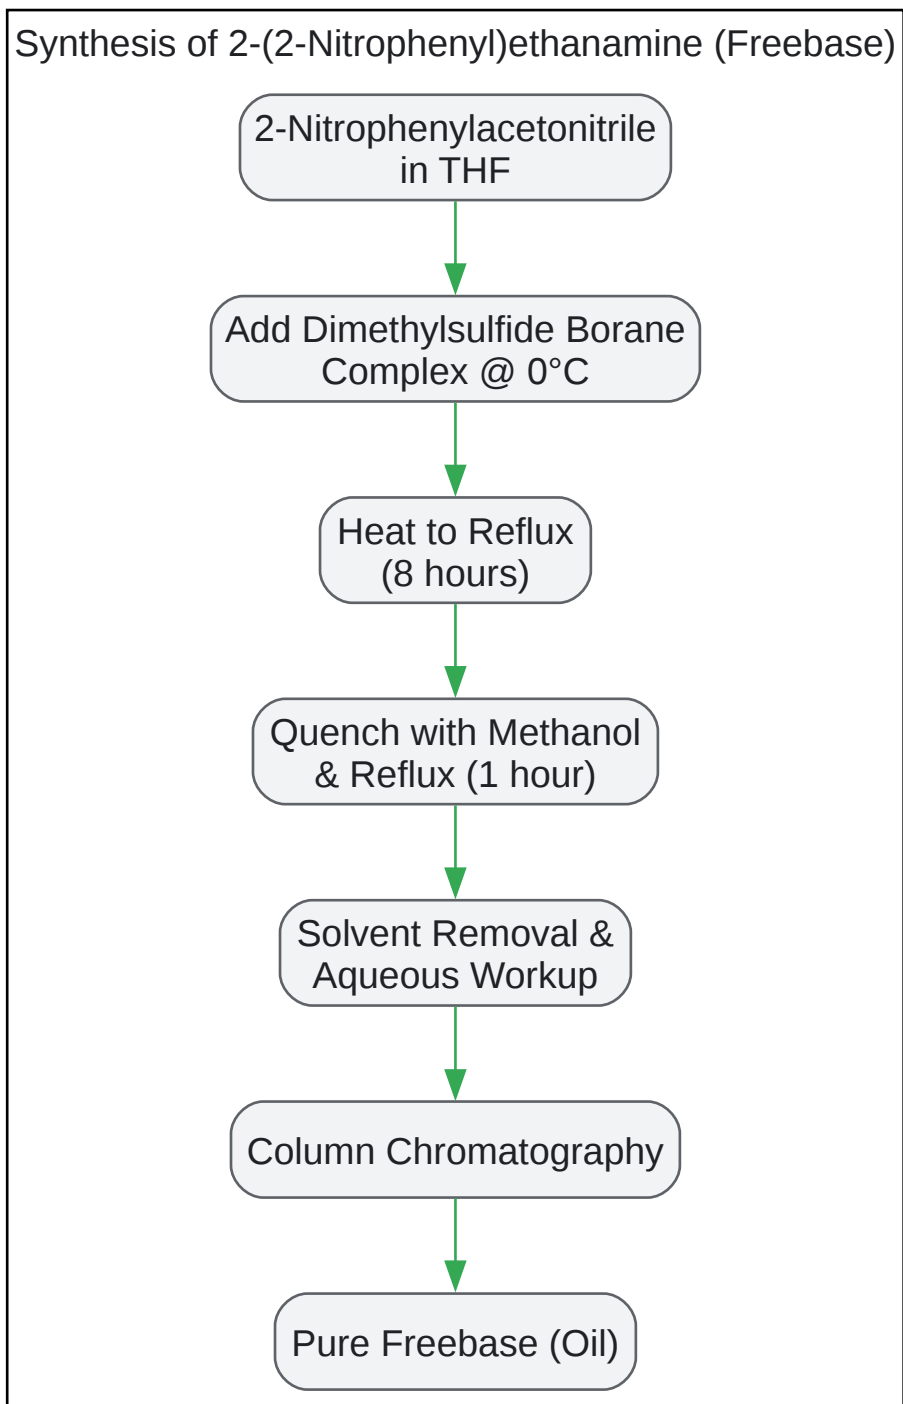 Synthesis of 2-(2-Nitrophenyl)ethanamine (Freebase)
2-Nitrophenylacetonitrile
in THF
Add Dimethylsulfide Borane
Complex @ 0°C
Heat to Reflux
(8 hours)
Quench with Methanol
& Reflux (1 hour)
Solvent Removal &
Aqueous Workup
Column Chromatography
Pure Freebase (Oil)